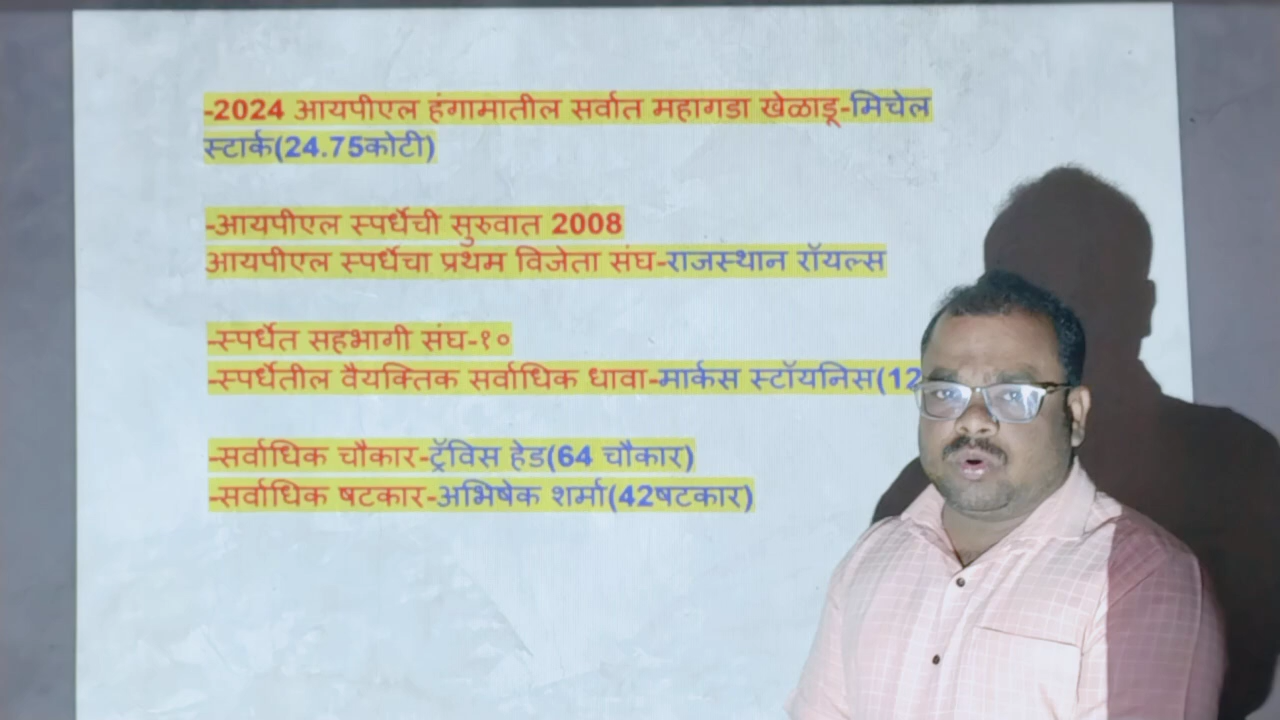 -2024 आयपीएल हंगामातील सर्वात महागडा खेळाडू-मिचेल
स्टार्क(24.75कोटी)
-आयपीएल स्पर्धेची सुरुवात 2008
आयपीएल स्पर्धेचा प्रथम विजेता संघ-राजस्थान रॉयल्स
-स्पर्धेत सहभागी संघ-१०
-स्पर्धेतील वैयक्तिक सर्वाधिक धावा-मार्कस स्टॉयनिस(12
-सर्वाधिक चौकार-ट्रॅविस हेड(64 चौकार)
-सर्वाधिक षटकार-अभिषेक शर्मा(42षटकार)